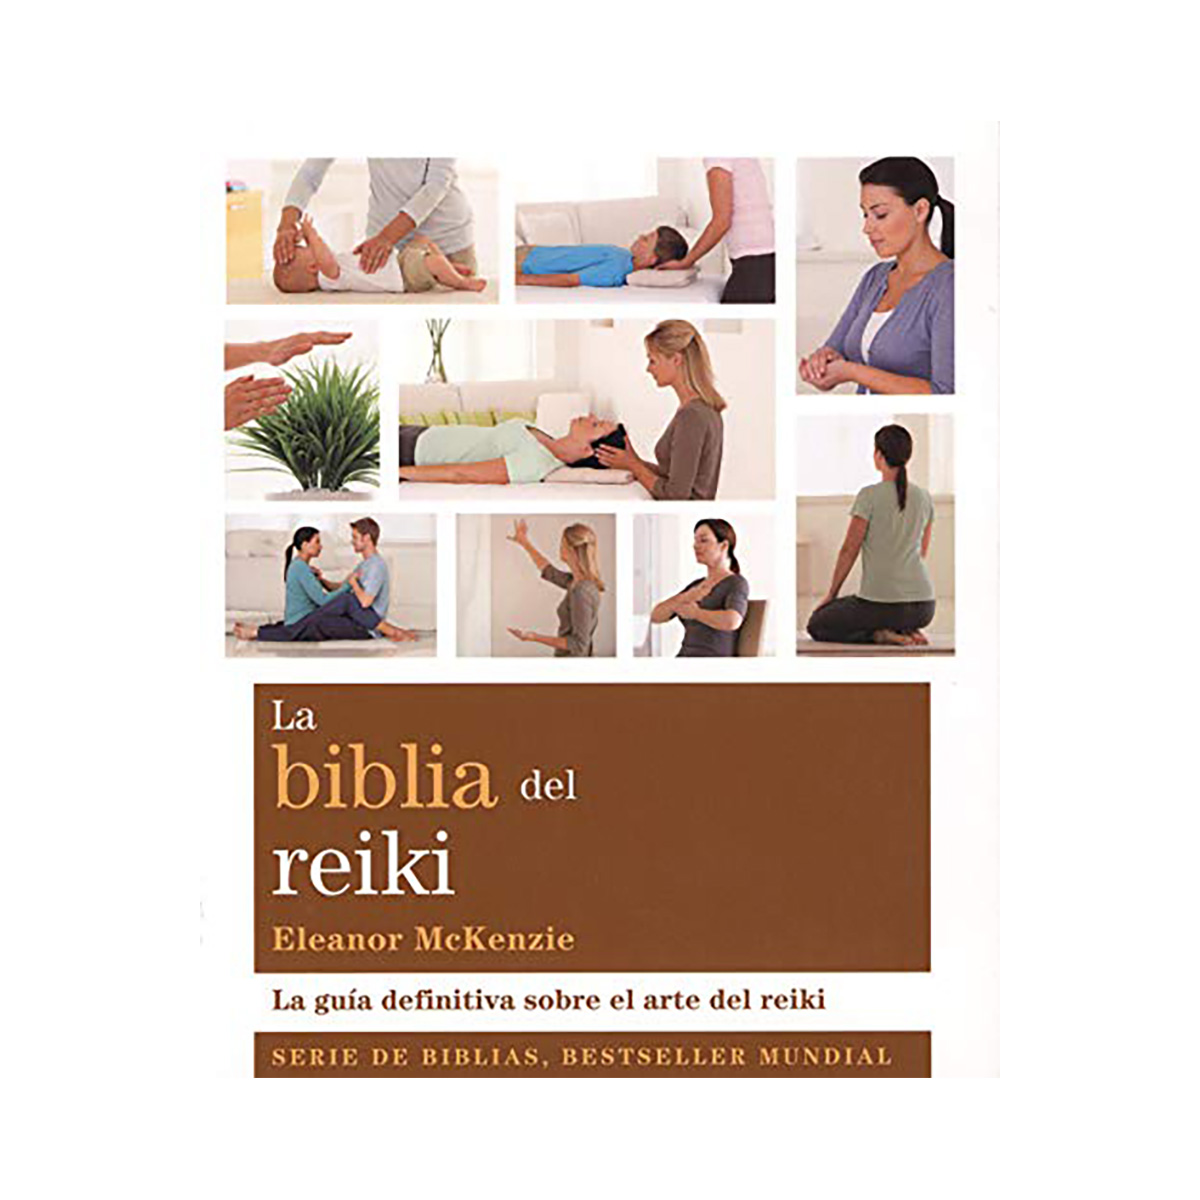 La
biblia del
reiki
Eleanor McKenzie
La guía definitiva sobre el arte del reiki
SERIE DE BIBLIAS, BESTSELLER MUNDIAL